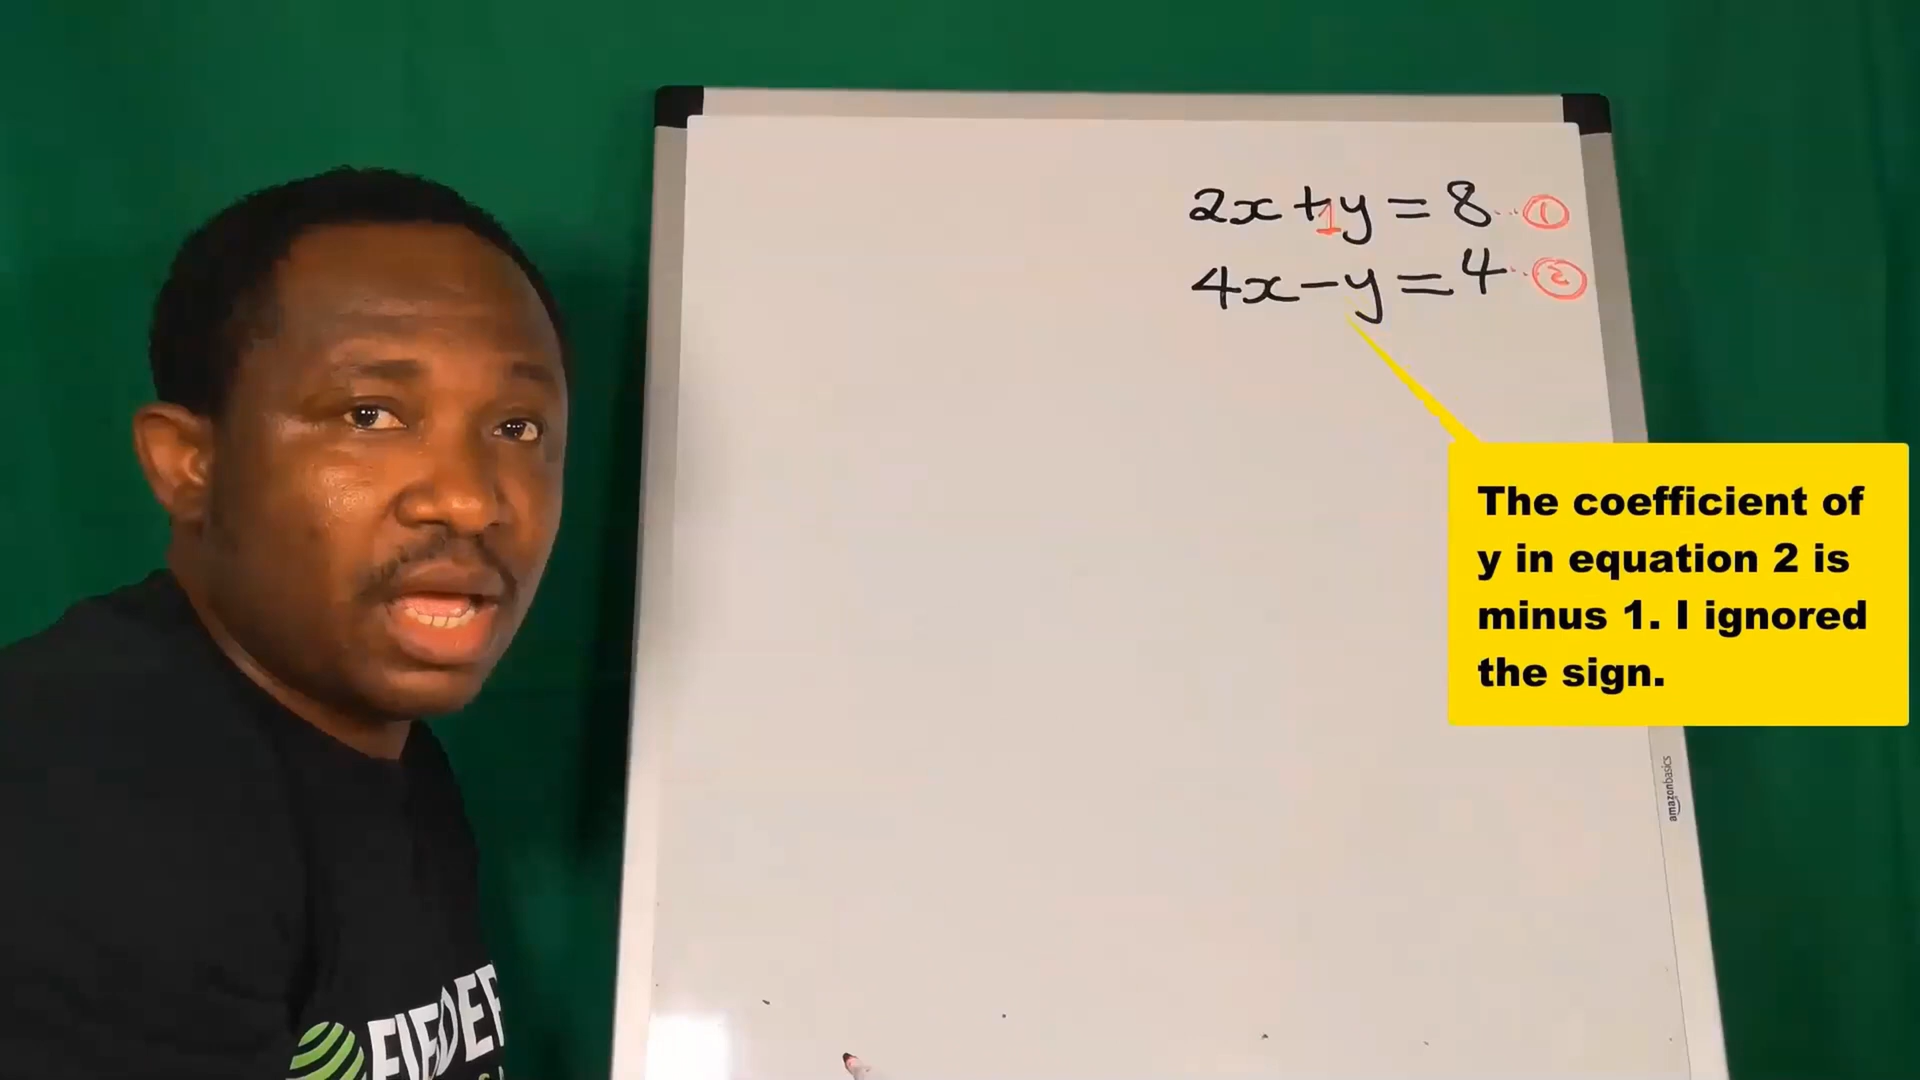 2x+1y=8...①
4x-y=4...②
The coefficient of
y in equation 2 is
minus 1. I ignored
the sign.
amazonbasics